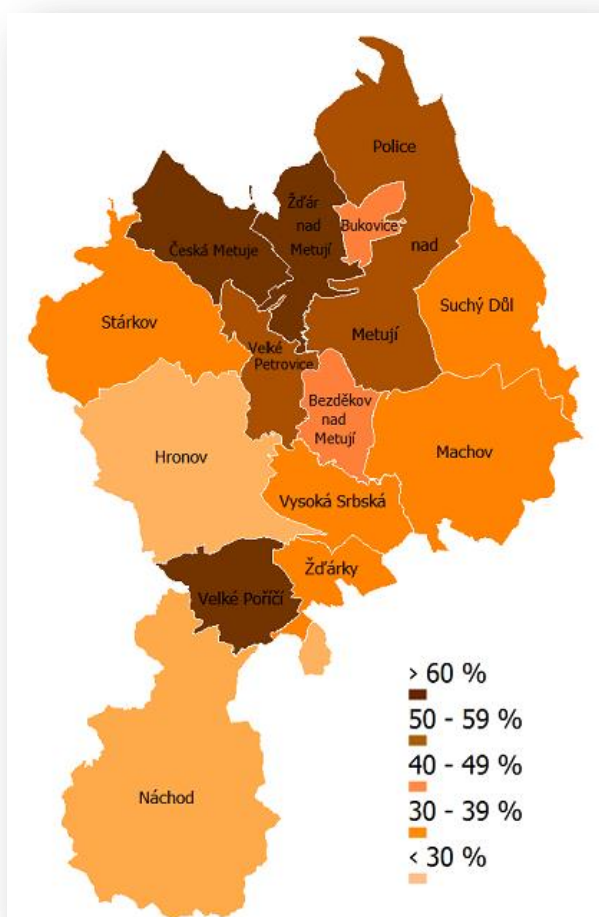 Police
Žďár
nad
Metují
Bukovice
Česká Metuje
nad
Suchý Důl
Stárkov
Metují
Velké
Petrovice
Bezděkov
nad
Metují
Machov
Hronov
Vysoká Srbská
Žďárky
Velké Poříčí
Náchod
> 60 %
50 - 59 %
40 - 49 %
30 - 39 %
< 30 %